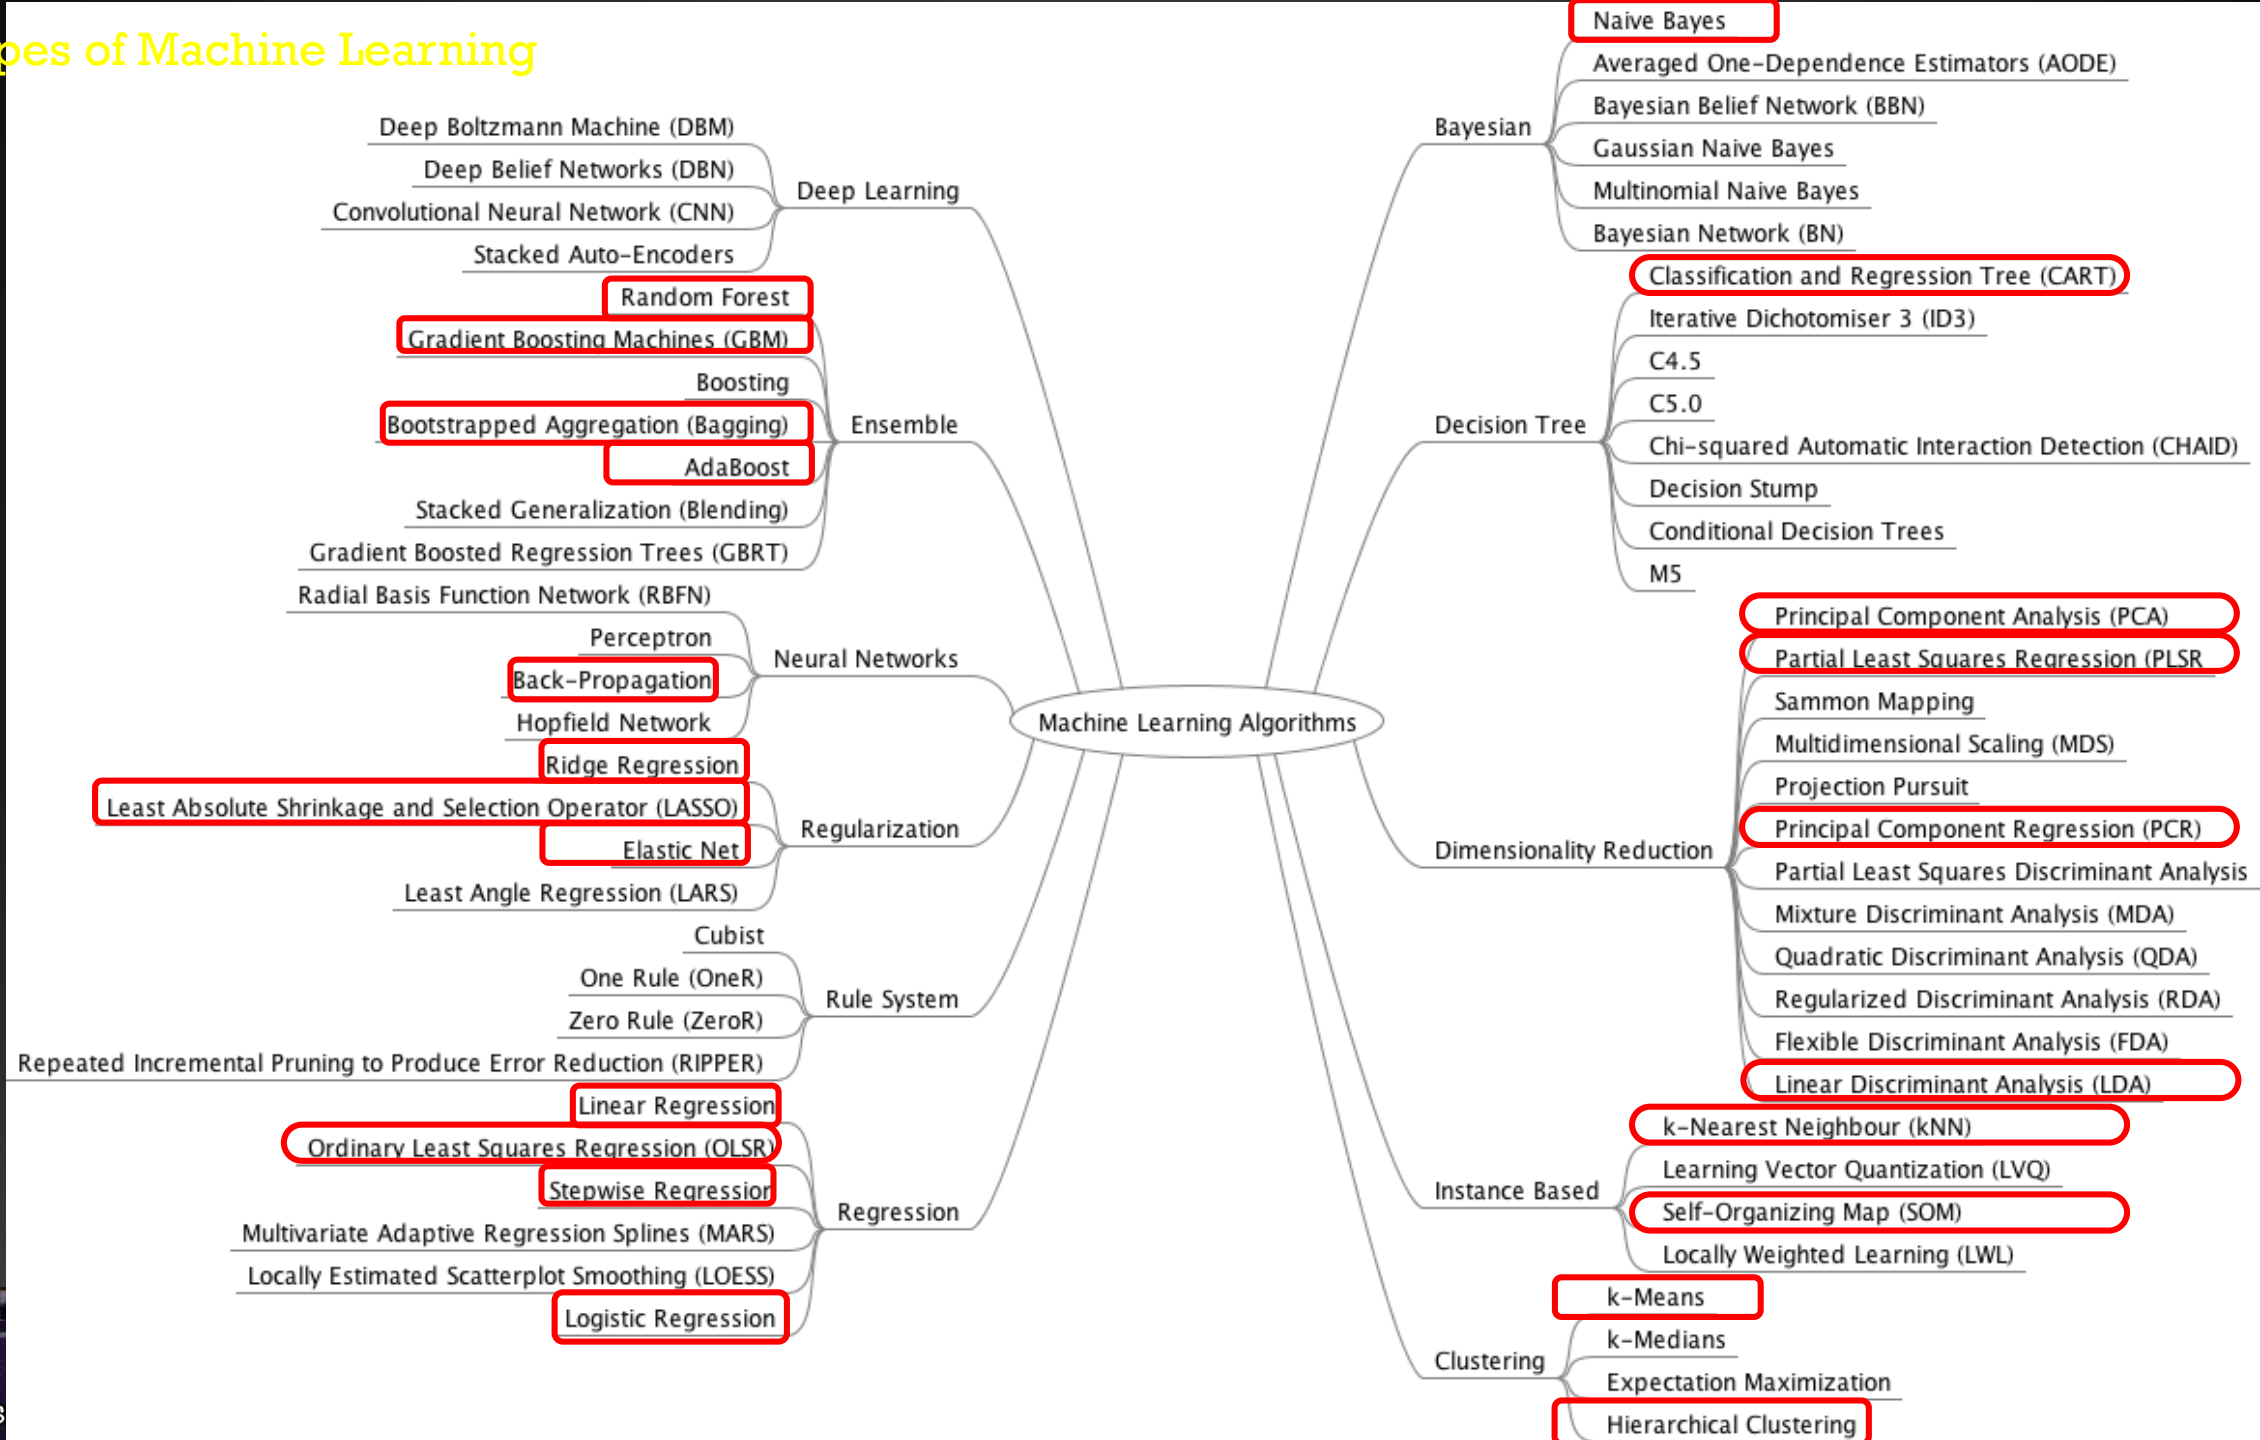 pes of Machine Learning
Deep Boltzmann Machine (DBM)
Deep Belief Networks (DBN)
Convolutional Neural Network (CNN)
Stacked Auto-Encoders
Deep Learning
Random Forest
Gradient Boosting Machines (GBM)
Boosting
Bootstrapped Aggregation (Bagging)
AdaBoost
Stacked Generalization (Blending)
Gradient Boosted Regression Trees (GBRT)
Ensemble
Radial Basis Function Network (RBFN)
Perceptron
Back-Propagation
Hopfield Network
Neural Networks
Ridge Regression
Least Absolute Shrinkage and Selection Operator (LASSO)
Elastic Net
Least Angle Regression (LARS)
Regularization
Cubist
One Rule (OneR)
Zero Rule (ZeroR)
Repeated Incremental Pruning to Produce Error Reduction (RIPPER)
Rule System
Linear Regression
Ordinary Least Squares Regression (OLSR)
Stepwise Regression
Multivariate Adaptive Regression Splines (MARS)
Locally Estimated Scatterplot Smoothing (LOESS)
Logistic Regression
Regression
Machine Learning Algorithms
Bayesian
Naive Bayes
Averaged One-Dependence Estimators (AODE)
Bayesian Belief Network (BBN)
Gaussian Naive Bayes
Multinomial Naive Bayes
Bayesian Network (BN)
Decision Tree
Classification and Regression Tree (CART)
Iterative Dichotomiser 3 (ID3)
C4.5
C5.0
Chi-squared Automatic Interaction Detection (CHAID)
Decision Stump
Conditional Decision Trees
M5
Dimensionality Reduction
Principal Component Analysis (PCA)
Partial Least Squares Regression (PLSR
Sammon Mapping
Multidimensional Scaling (MDS)
Projection Pursuit
Principal Component Regression (PCR)
Partial Least Squares Discriminant Analysis
Mixture Discriminant Analysis (MDA)
Quadratic Discriminant Analysis (QDA)
Regularized Discriminant Analysis (RDA)
Flexible Discriminant Analysis (FDA)
Linear Discriminant Analysis (LDA)
Instance Based
k-Nearest Neighbour (kNN)
Learning Vector Quantization (LVQ)
Self-Organizing Map (SOM)
Locally Weighted Learning (LWL)
Clustering
k-Means
k-Medians
Expectation Maximization
Hierarchical Clustering